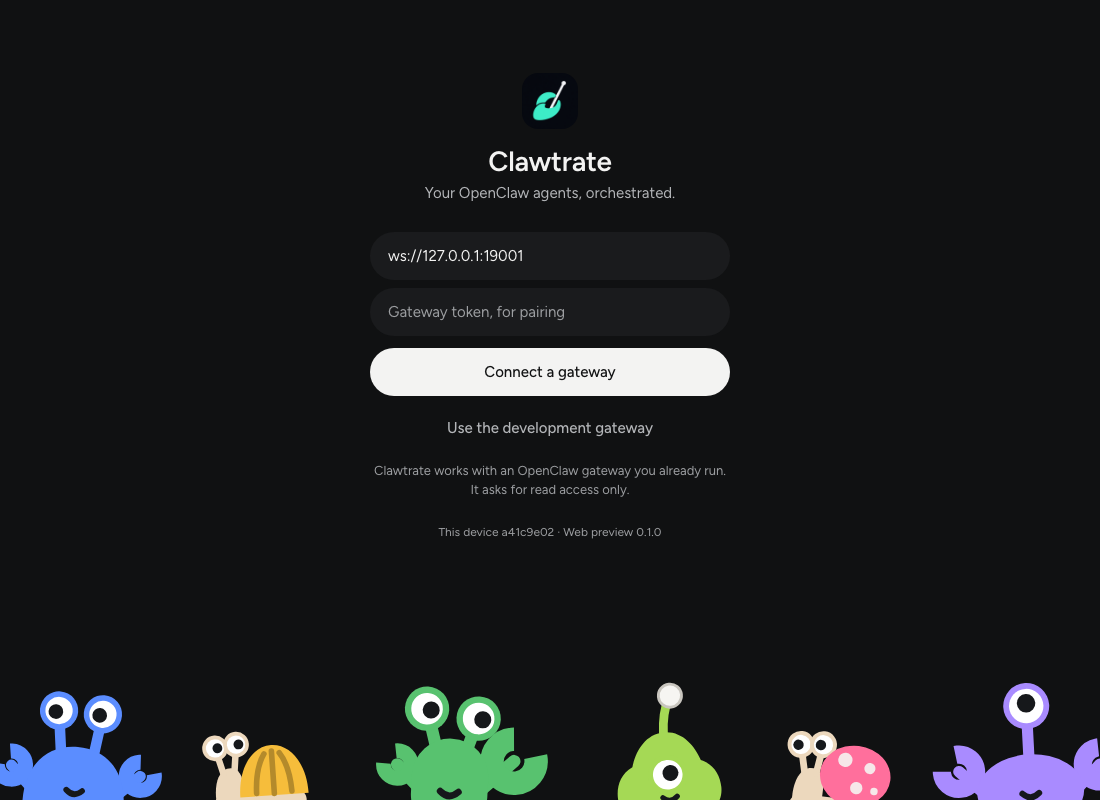 Clawtrate
Your OpenClaw agents, orchestrated.
ws://127.0.0.1:19001
Gateway token, for pairing
Connect a gateway
Use the development gateway
Clawtrate works with an OpenClaw gateway you already run.
It asks for read access only.
This device a41c9e02 · Web preview 0.1.0